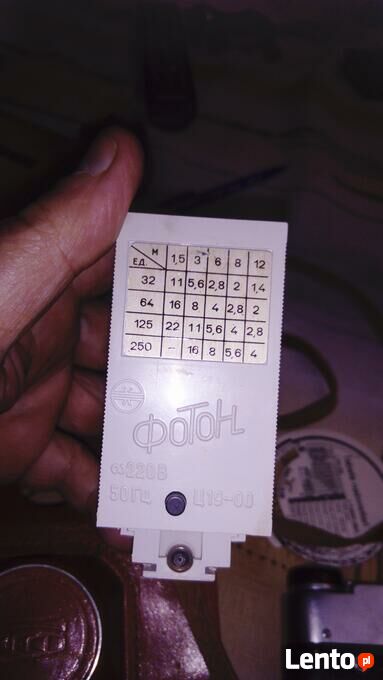 М 1,5 3 6 8 12
ЕД.
32 11 5,6 2,8 2 1,4
64 16 8 4 2,8 2
125 22 11 5,6 4 2,8
250 – 16 8 5,6 4
ФОТОН
220В
50ГЦ
Lento.pl